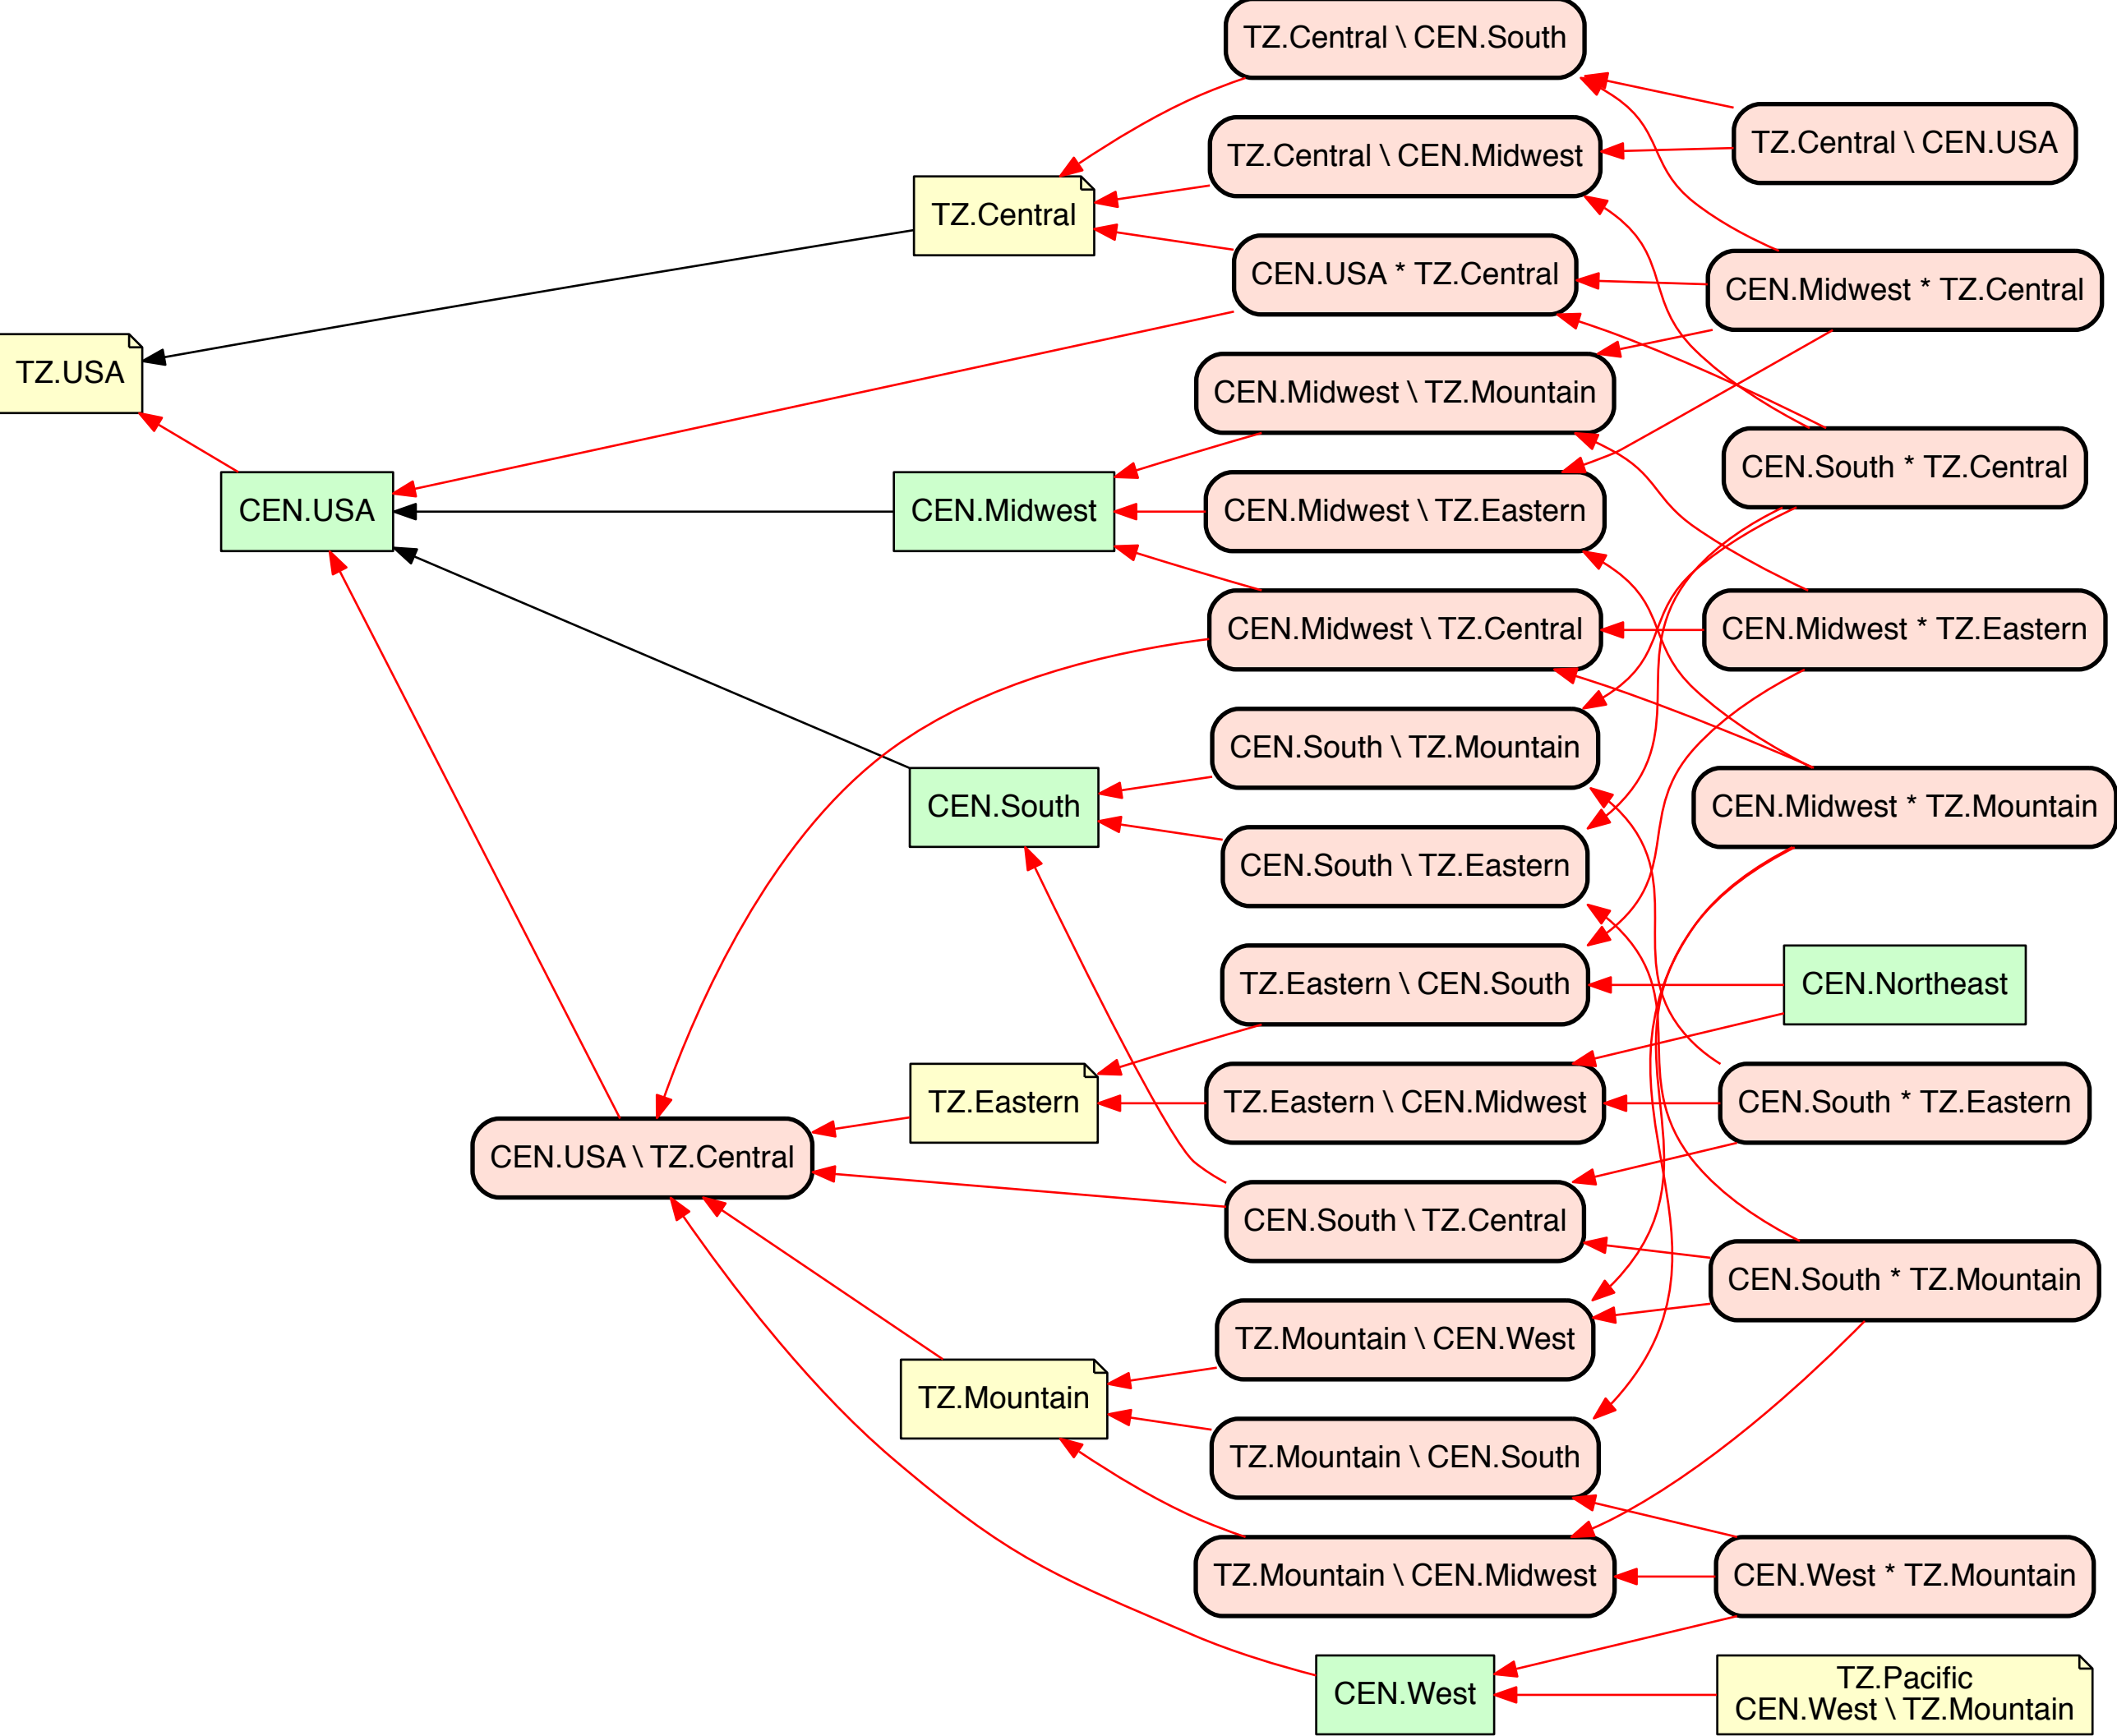 TZ.USA
CEN.USA
CEN.USA \ TZ.Central
TZ.Central
CEN.Midwest
CEN.South
TZ.Eastern
TZ.Mountain
TZ.Central \ CEN.South
TZ.Central \ CEN.Midwest
CEN.USA * TZ.Central
CEN.Midwest \ TZ.Mountain
CEN.Midwest \ TZ.Eastern
CEN.Midwest \ TZ.Central
CEN.South \ TZ.Mountain
CEN.South \ TZ.Eastern
TZ.Eastern \ CEN.South
TZ.Eastern \ CEN.Midwest
CEN.South \ TZ.Central
TZ.Mountain \ CEN.West
TZ.Mountain \ CEN.South
TZ.Mountain \ CEN.Midwest
CEN.West
TZ.Central \ CEN.USA
CEN.Midwest * TZ.Central
CEN.South * TZ.Central
CEN.Midwest * TZ.Eastern
CEN.Midwest * TZ.Mountain
CEN.Northeast
CEN.South * TZ.Eastern
CEN.South * TZ.Mountain
CEN.West * TZ.Mountain
TZ.Pacific
CEN.West \ TZ.Mountain